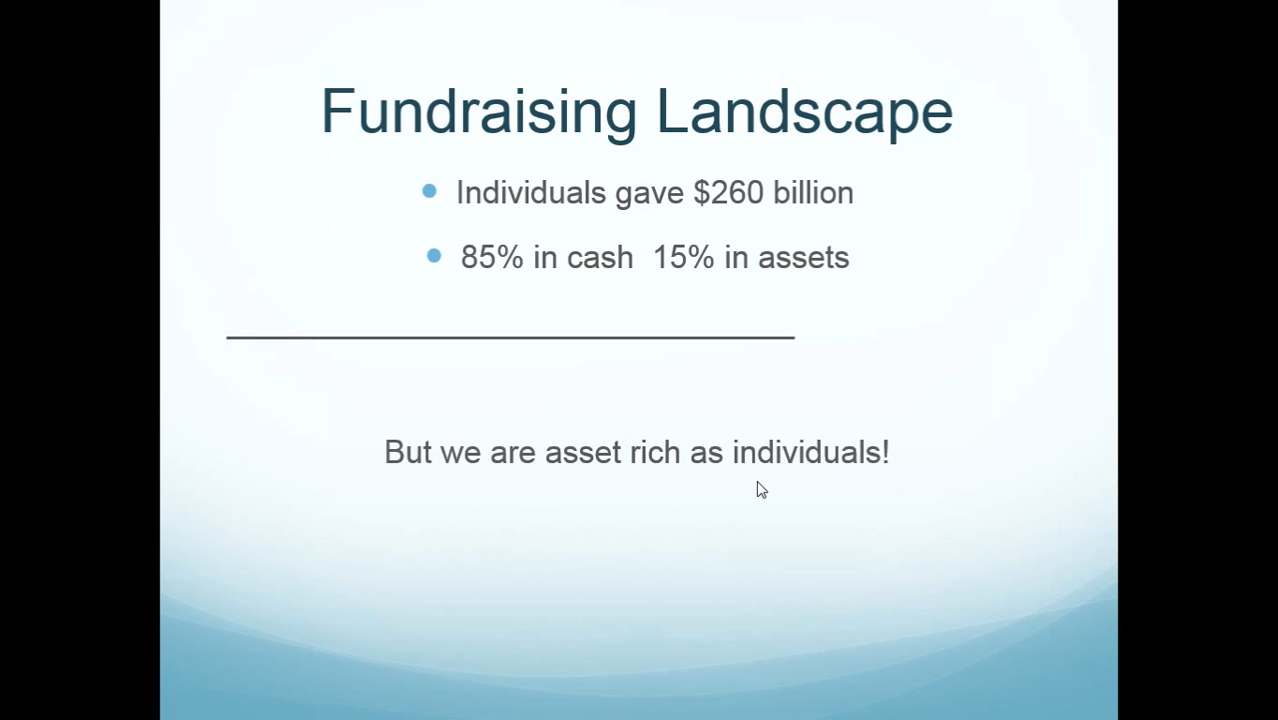 Fundraising Landscape
Individuals gave $260 billion
85% in cash  15% in assets
But we are asset rich as individuals!